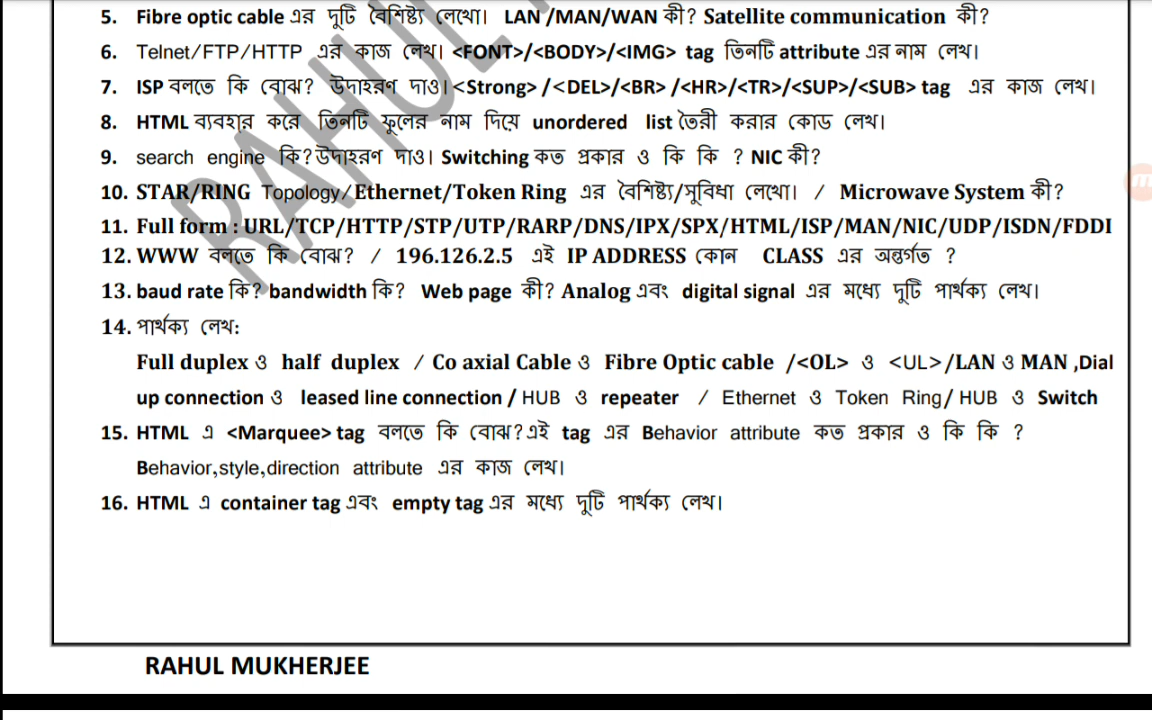 5. Fibre optic cable এর দুটি বৈশিষ্ট্য লেখো। LAN /MAN/WAN কী? Satellite communication কী?
6. Telnet/FTP/HTTP এর কাজ লেখ। <FONT>/<BODY>/<IMG> tag তিনটি attribute এর নাম লেখ।
7. ISP বলতে কি বোঝ? উদাহরণ দাও।<Strong> /<DEL>/<BR> /<HR>/<TR>/<SUP>/<SUB> tag এর কাজ লেখ।
8. HTML ব্যবহার করে তিনটি ফুলের নাম দিয়ে unordered list তৈরী করার কোড লেখ।
9. search engine কি?উদাহরণ দাও। Switching কত প্রকার ও কি কি ? NIC কী?
10. STAR/RING Topology/Ethernet/Token Ring এর বৈশিষ্ট্য/সুবিধা লেখো। / Microwave System কী?
11. Full form : URL/TCP/HTTP/STP/UTP/RARP/DNS/IPX/SPX/HTML/ISP/MAN/NIC/UDP/ISDN/FDDI
12. WWW বলতে কি বোঝ? / 196.126.2.5 এই IP ADDRESS কোন CLASS এর অন্তর্গত ?
13. baud rate কি? bandwidth কি? Web page কী? Analog এবং digital signal এর মধ্যে দুটি পার্থক্য লেখ।
14. পার্থক্য লেখ:
Full duplex ও half duplex / Co axial Cable ও Fibre Optic cable /<OL> ও <UL>/LAN ও MAN ,Dial
up connection ও leased line connection / HUB ও repeater / Ethernet ও Token Ring/ HUB ও Switch
15. HTML এ <Marquee> tag বলতে কি বোঝ?এই tag এর Behavior attribute কত প্রকার ও কি কি ?
Behavior,style,direction attribute এর কাজ লেখ।
16. HTML এ container tag এবং empty tag এর মধ্যে দুটি পার্থক্য লেখ।
RAHUL MUKHERJEE